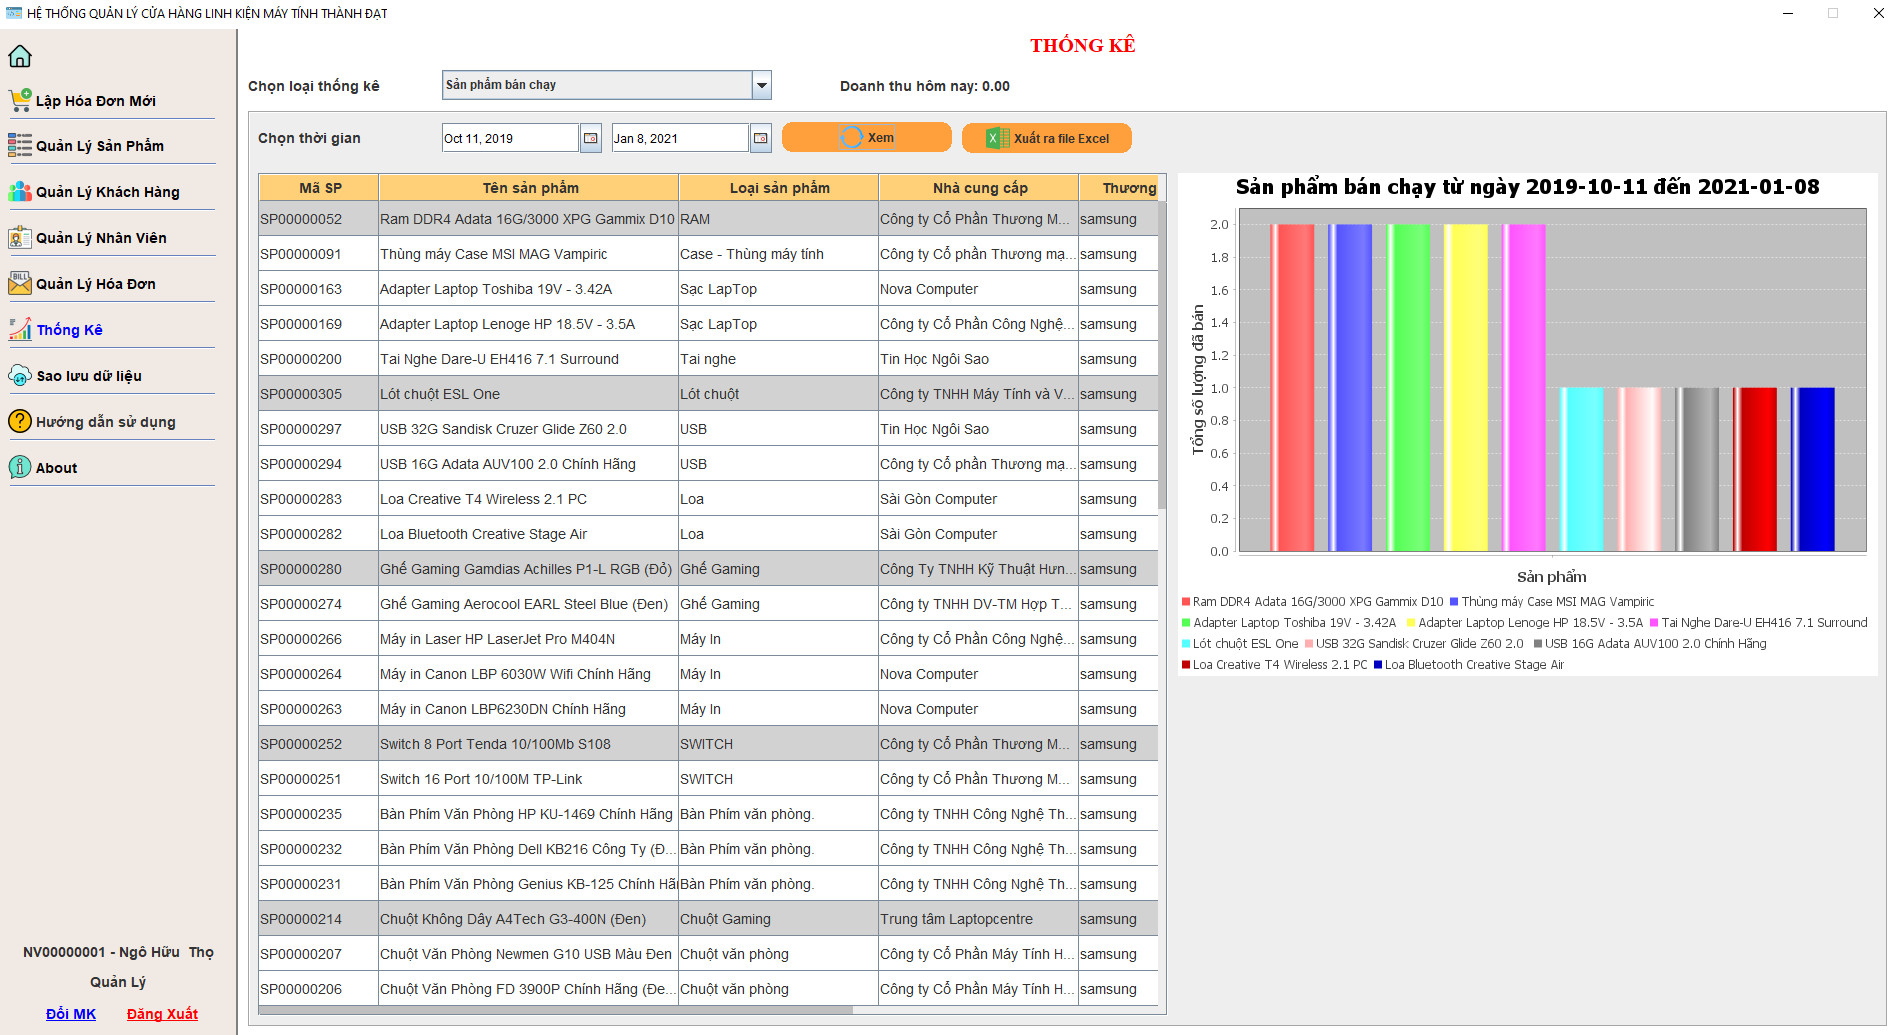 HỆ THỐNG QUẢN LÝ CỬA HÀNG LINH KIỆN MÁY TÍNH THÀNH ĐẠT
Lập Hóa Đơn Mới
Quản Lý Sản Phẩm
Quản Lý Khách Hàng
Quản Lý Nhân Viên
BILL
Quản Lý Hóa Đơn
Thống Kê
Sao lưu dữ liệu
Hướng dẫn sử dụng
About
NV00000001 - Ngô Hữu Thọ
Quản Lý
Đổi MK Đăng Xuất
THỐNG KÊ
Chọn loại thống kê Sản phẩm bán chạy Doanh thu hôm nay: 0.00
Chọn thời gian Oct 11, 2019 Jan 8, 2021 Xem Xuất ra file Excel
Mã SP Tên sản phẩm Loại sản phẩm Nhà cung cấp Thương
SP00000052 Ram DDR4 Adata 16G/3000 XPG Gammix D10 RAM Công ty Cổ Phần Thương M... samsung
SP00000091 Thùng máy Case MSI MAG Vampiric Case - Thùng máy tính Công ty Cổ phần Thương mạ... samsung
SP00000163 Adapter Laptop Toshiba 19V - 3.42A Sạc LapTop Nova Computer samsung
SP00000169 Adapter Laptop Lenoge HP 18.5V - 3.5A Sạc LapTop Công ty Cổ Phần Công Nghệ... samsung
SP00000200 Tai Nghe Dare-U EH416 7.1 Surround Tai nghe Tin Học Ngôi Sao samsung
SP00000305 Lót chuột ESL One Lót chuột Công ty TNHH Máy Tính và V... samsung
SP00000297 USB 32G Sandisk Cruzer Glide Z60 2.0 USB Tin Học Ngôi Sao samsung
SP00000294 USB 16G Adata AUV100 2.0 Chính Hãng USB Công ty Cổ phần Thương mạ... samsung
SP00000283 Loa Creative T4 Wireless 2.1 PC Loa Sài Gòn Computer samsung
SP00000282 Loa Bluetooth Creative Stage Air Loa Sài Gòn Computer samsung
SP00000280 Ghế Gaming Gamdias Achilles P1-L RGB (Đỏ) Ghế Gaming Công Ty TNHH Kỹ Thuật Hưn... samsung
SP00000274 Ghế Gaming Aerocool EARL Steel Blue (Đen) Ghế Gaming Công ty TNHH DV-TM Hợp T... samsung
SP00000266 Máy in Laser HP LaserJet Pro M404N Máy In Công ty Cổ Phần Công Nghệ... samsung
SP00000264 Máy in Canon LBP 6030W Wifi Chính Hãng Máy In Nova Computer samsung
SP00000263 Máy in Canon LBP6230DN Chính Hãng Máy In Nova Computer samsung
SP00000252 Switch 8 Port Tenda 10/100Mb S108 SWITCH Công ty Cổ Phần Thương M... samsung
SP00000251 Switch 16 Port 10/100M TP-Link SWITCH Công ty Cổ Phần Thương M... samsung
SP00000235 Bàn Phím Văn Phòng HP KU-1469 Chính Hãng Bàn Phím văn phòng. Công ty TNHH Công Nghệ Th... samsung
SP00000232 Bàn Phím Văn Phòng Dell KB216 Công Ty (Đ... Bàn Phím văn phòng. Công ty TNHH Công Nghệ Th... samsung
SP00000231 Bàn Phím Văn Phòng Genius KB-125 Chính Hã Bàn Phím văn phòng. Công ty TNHH Công Nghệ Th... samsung
SP00000214 Chuột Không Dây A4Tech G3-400N (Đen) Chuột Gaming Trung tâm Laptopcentre samsung
SP00000207 Chuột Văn Phòng Newmen G10 USB Màu Đen Chuột văn phòng Công ty Cổ Phần Máy Tính H... samsung
SP00000206 Chuột Văn Phòng FD 3900P Chính Hãng (Đe... Chuột văn phòng Công ty Cổ Phần Máy Tính H... samsung
Sản phẩm bán chạy từ ngày 2019-10-11 đến 2021-01-08
2.0
1.8
1.6
1.4
1.2
1.0
0.8
0.6
0.4
0.2
0.0
Tổng số lượng đã bán
Sản phẩm
Ram DDR4 Adata 16G/3000 XPG Gammix D10 Thùng máy Case MSI MAG Vampiric
Adapter Laptop Toshiba 19V - 3.42A Adapter Laptop Lenoge HP 18.5V - 3.5A Tai Nghe Dare-U EH416 7.1 Surround
Lót chuột ESL One USB 32G Sandisk Cruzer Glide Z60 2.0 USB 16G Adata AUV100 2.0 Chính Hãng
Loa Creative T4 Wireless 2.1 PC Loa Bluetooth Creative Stage Air